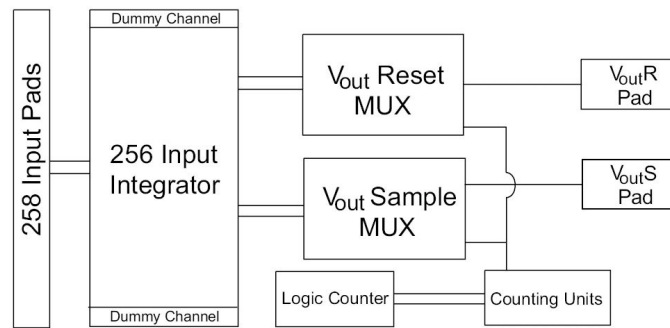 Dummy Channel
258 Input Pads
256 Input
Integrator
Dummy Channel
Vout Reset
MUX
Vout Sample
MUX
VoutR
Pad
VoutS
Pad
Logic Counter
Counting Units